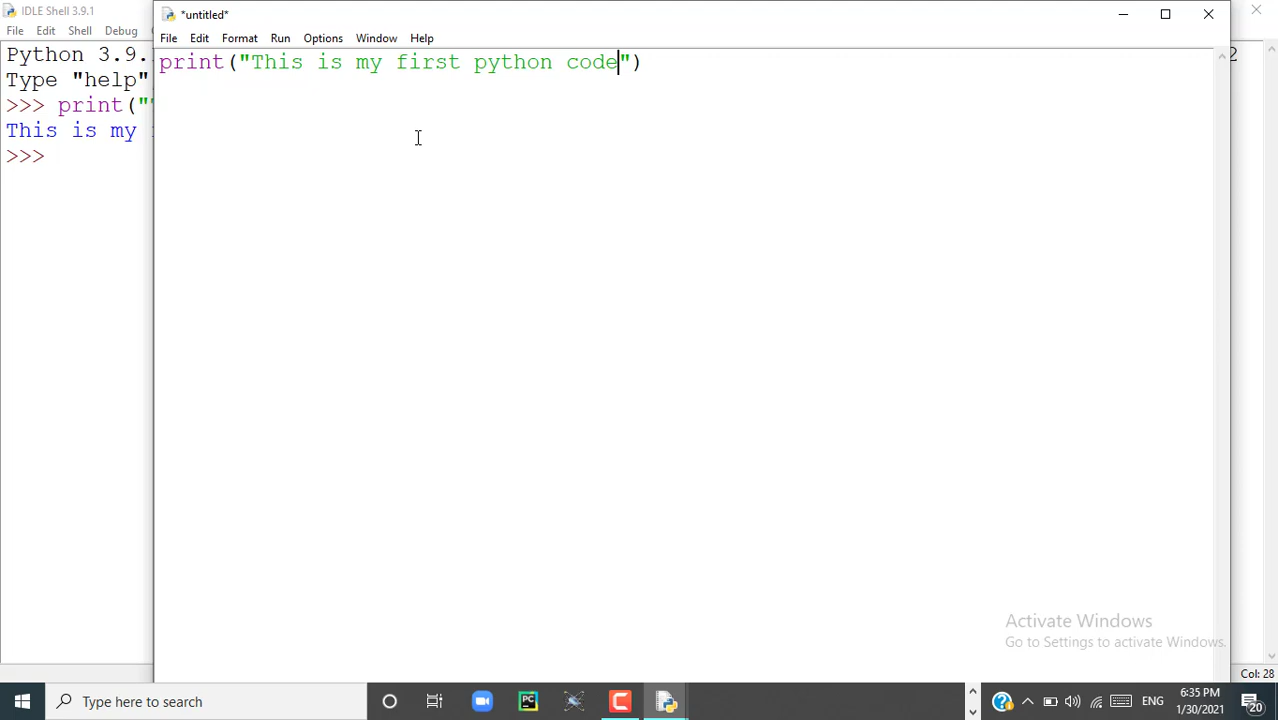 IDLE Shell 3.9.1
File Edit Shell Debug
Python 3.9.
Type "help"
>>> print("
This is my
>>>
*untitled*
File Edit Format Run Options Window Help
print("This is my first python code")
2
Activate Windows
Go to Settings to activate Windows.
Col: 28
Type here to search
PC
ENG
6:35 PM
1/30/2021
20